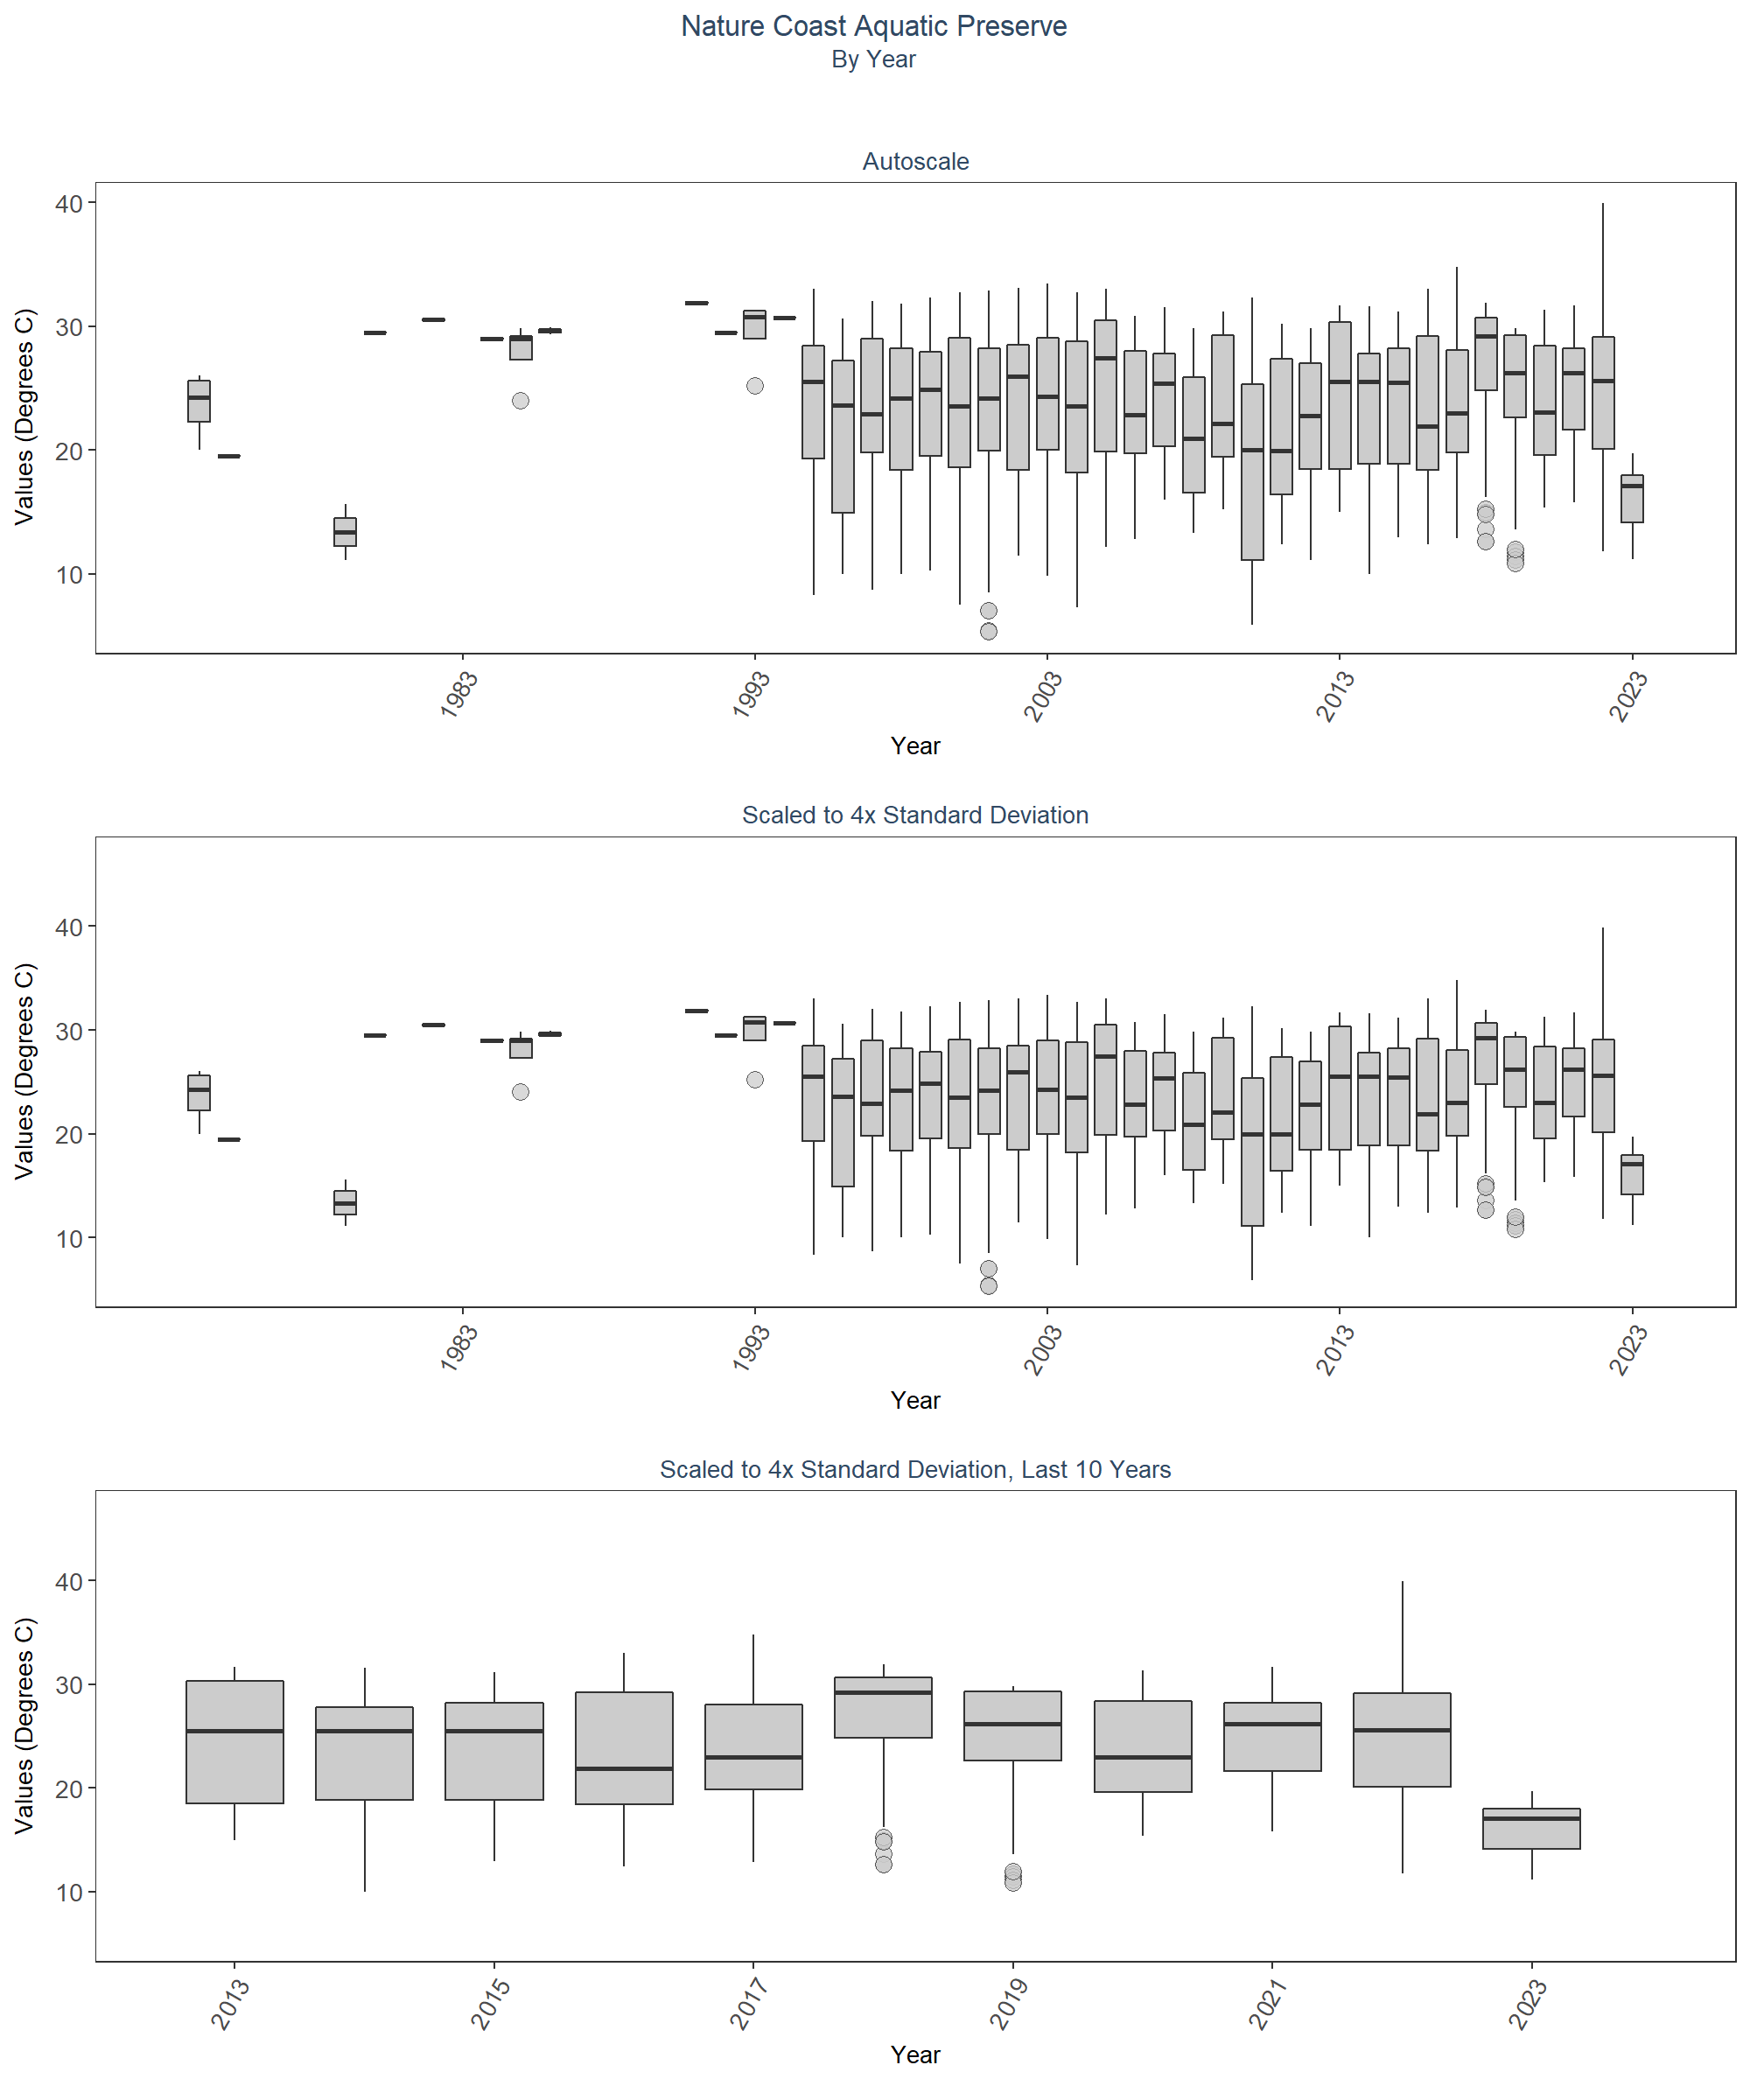 Nature Coast Aquatic Preserve
By Year
Autoscale
Values (Degrees C)
40
30
20
10
1983
1993
2003
2013
2023
Year
Scaled to 4x Standard Deviation
Values (Degrees C)
40
30
20
10
1983
1993
2003
2013
2023
Year
Scaled to 4x Standard Deviation, Last 10 Years
Values (Degrees C)
40
30
20
10
2013
2015
2017
2019
2021
2023
Year